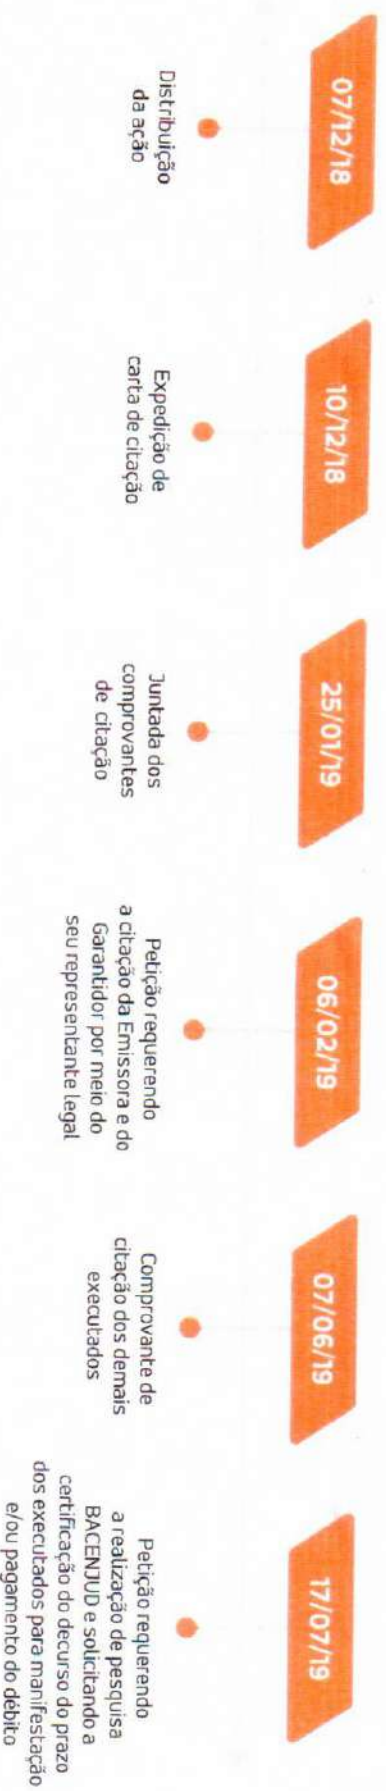 07/12/18
Distribuição
da ação
10/12/18
Expedição de
carta de citação
25/01/19
Juntada dos
comprovantes
de citação
06/02/19
Petição requerendo
a citação da Emissora e do
Garantidor por meio do
seu representante legal
07/06/19
Comprovante de
citação dos demais
executados
17/07/19
Petição requerendo
a realização de pesquisa
BACENJUD e solicitando a
certificação do decurso do prazo
dos executados para manifestação
e/ou pagamento do débito